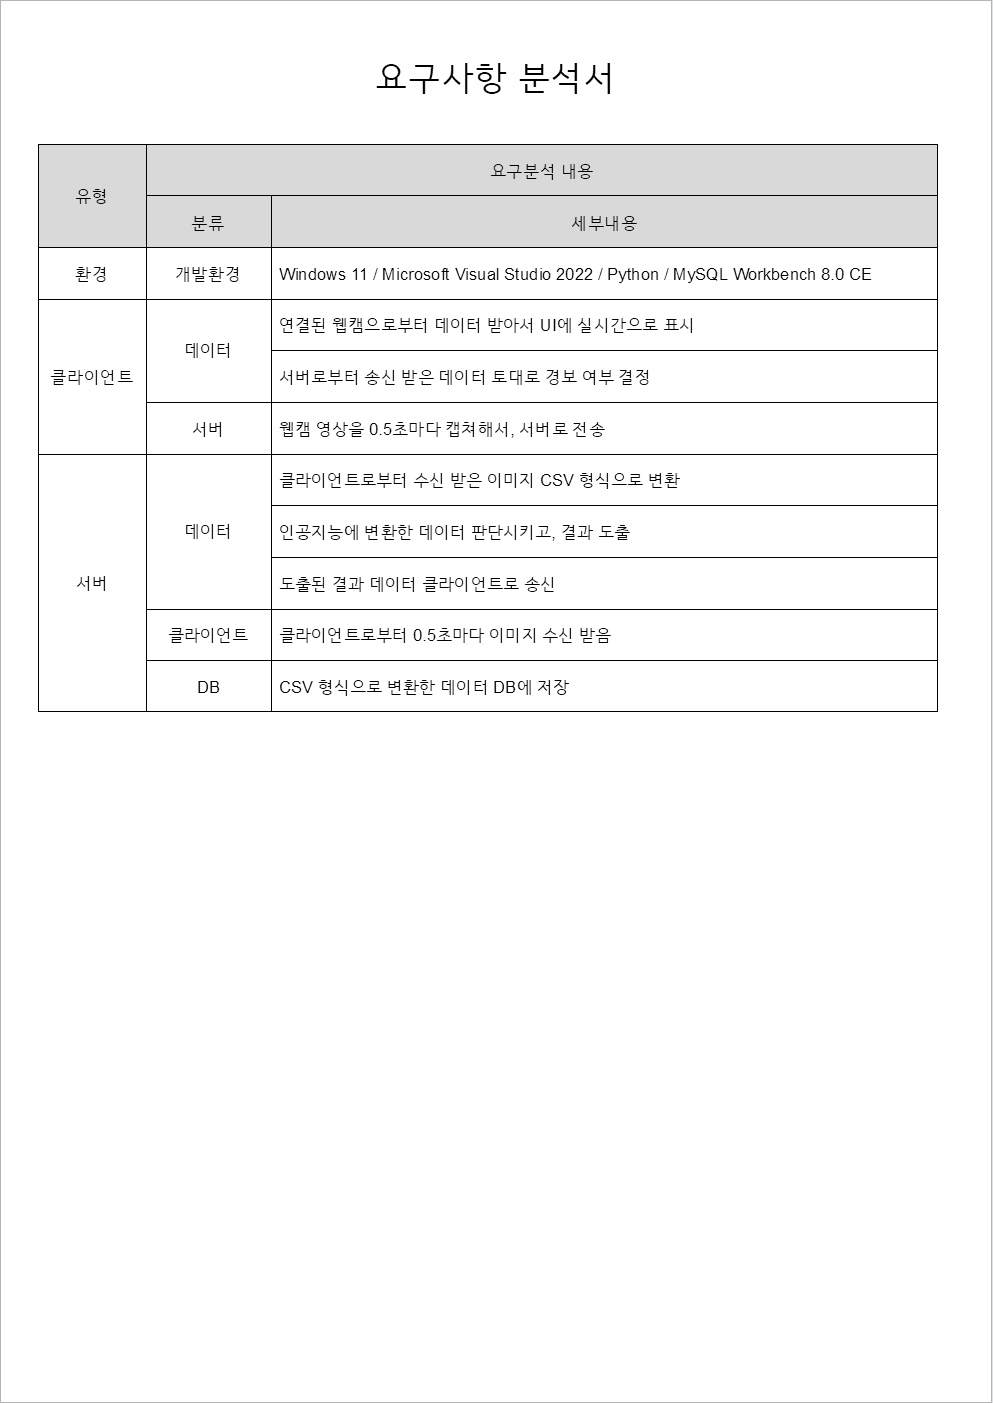 요구사항 분석서
유형
요구분석 내용
분류
세부내용
환경
개발환경
Windows 11 / Microsoft Visual Studio 2022 / Python / MySQL Workbench 8.0 CE
클라이언트
데이터
연결된 웹캠으로부터 데이터 받아서 UI에 실시간으로 표시
서버로부터 송신 받은 데이터 토대로 경보 여부 결정
서버
웹캠 영상을 0.5초마다 캡쳐해서, 서버로 전송
서버
데이터
클라이언트로부터 수신 받은 이미지 CSV 형식으로 변환
인공지능에 변환한 데이터 판단시키고, 결과 도출
도출된 결과 데이터 클라이언트로 송신
클라이언트
클라이언트로부터 0.5초마다 이미지 수신 받음
DB
CSV 형식으로 변환한 데이터 DB에 저장